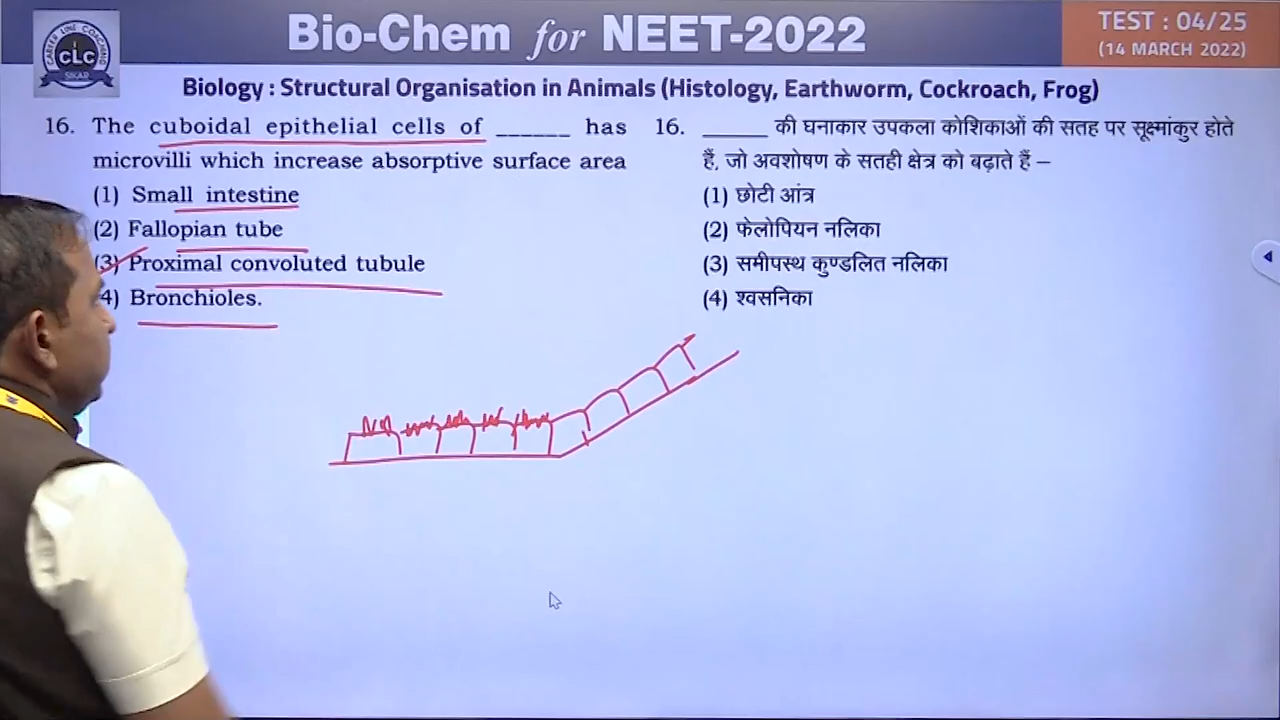 Bio-Chem for NEET-2022
TEST : 04/25
(14 MARCH 2022)
CAREER LINE COACHING
CLC
SIKAR
Biology : Structural Organisation in Animals (Histology, Earthworm, Cockroach, Frog)
16. The cuboidal epithelial cells of ______ has
microvilli which increase absorptive surface area
(1) Small intestine
(2) Fallopian tube
(3) Proximal convoluted tubule
4) Bronchioles.
16. ______ की घनाकार उपकला कोशिकाओं की सतह पर सूक्ष्मांकुर होते
हैं, जो अवशोषण के सतही क्षेत्र को बढ़ाते हैं –
(1) छोटी आंत्र
(2) फेलोपियन नलिका
(3) समीपस्थ कुण्डलित नलिका
(4) श्वसनिका